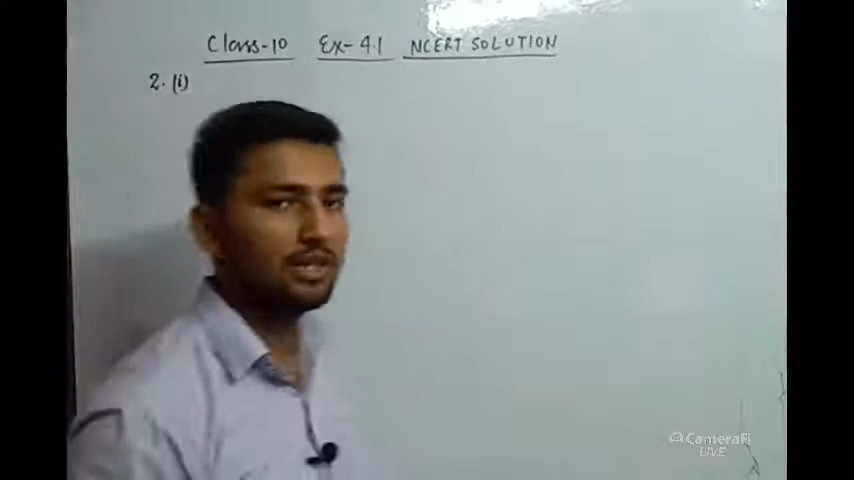 Class-10 Ex-4.1 NCERT SOLUTION
2. (i)
CameraFi
LIVE